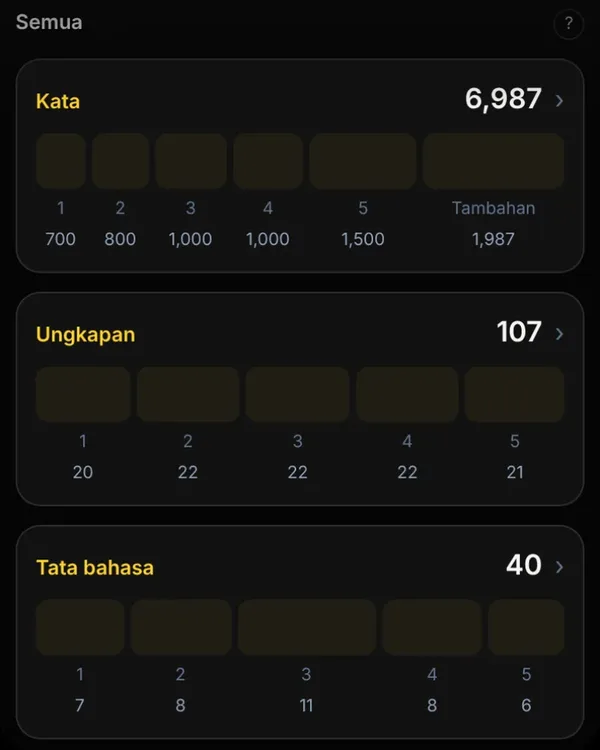 Semua ?
Kata 6,987 ›
1 2 3 4 5 Tambahan
700 800 1,000 1,000 1,500 1,987
Ungkapan 107 ›
1 2 3 4 5
20 22 22 22 21
Tata bahasa 40 ›
1 2 3 4 5
7 8 11 8 6